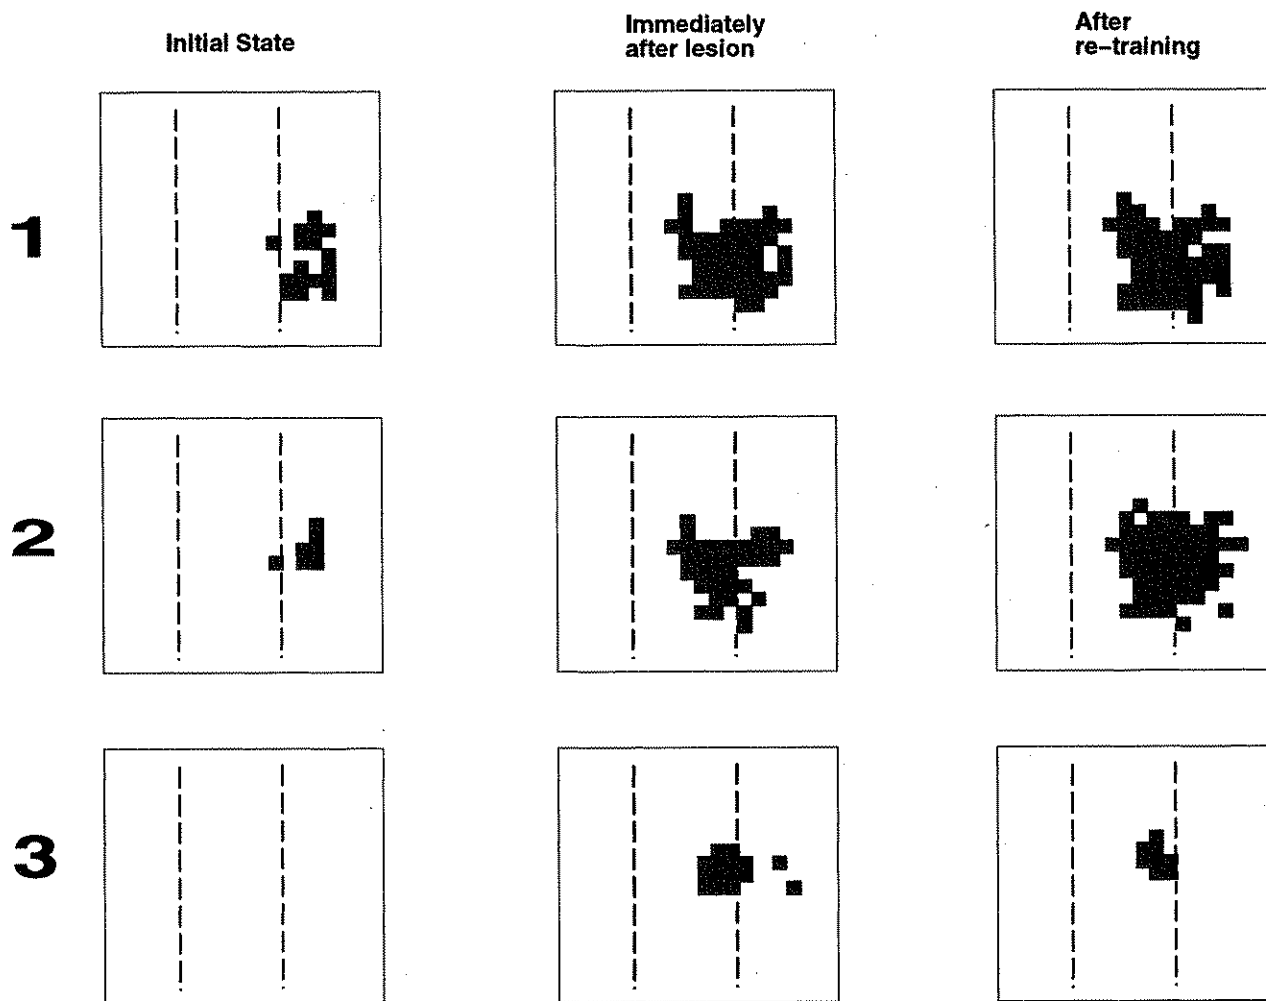 Initial State
Immediately
after lesion
After
re-training
1
2
3